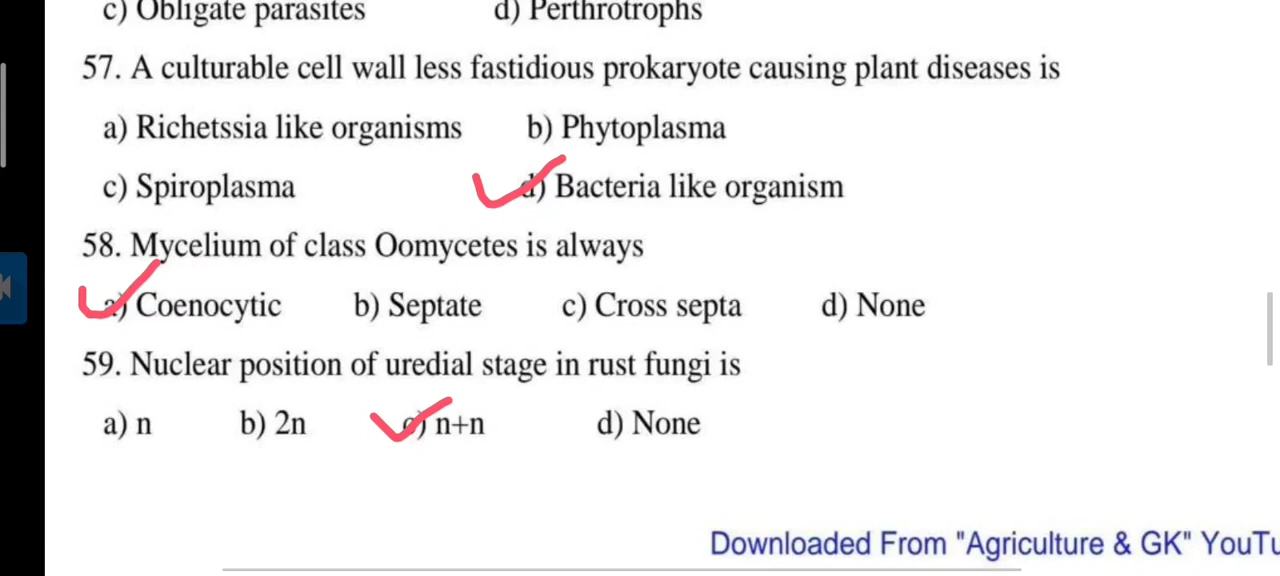 c) Obligate parasites d) Perthrotrophs
57. A culturable cell wall less fastidious prokaryote causing plant diseases is
a) Richetssia like organisms b) Phytoplasma
c) Spiroplasma d) Bacteria like organism
58. Mycelium of class Oomycetes is always
a) Coenocytic b) Septate c) Cross septa d) None
59. Nuclear position of uredial stage in rust fungi is
a) n b) 2n c) n+n d) None
Downloaded From "Agriculture & GK" YouTu